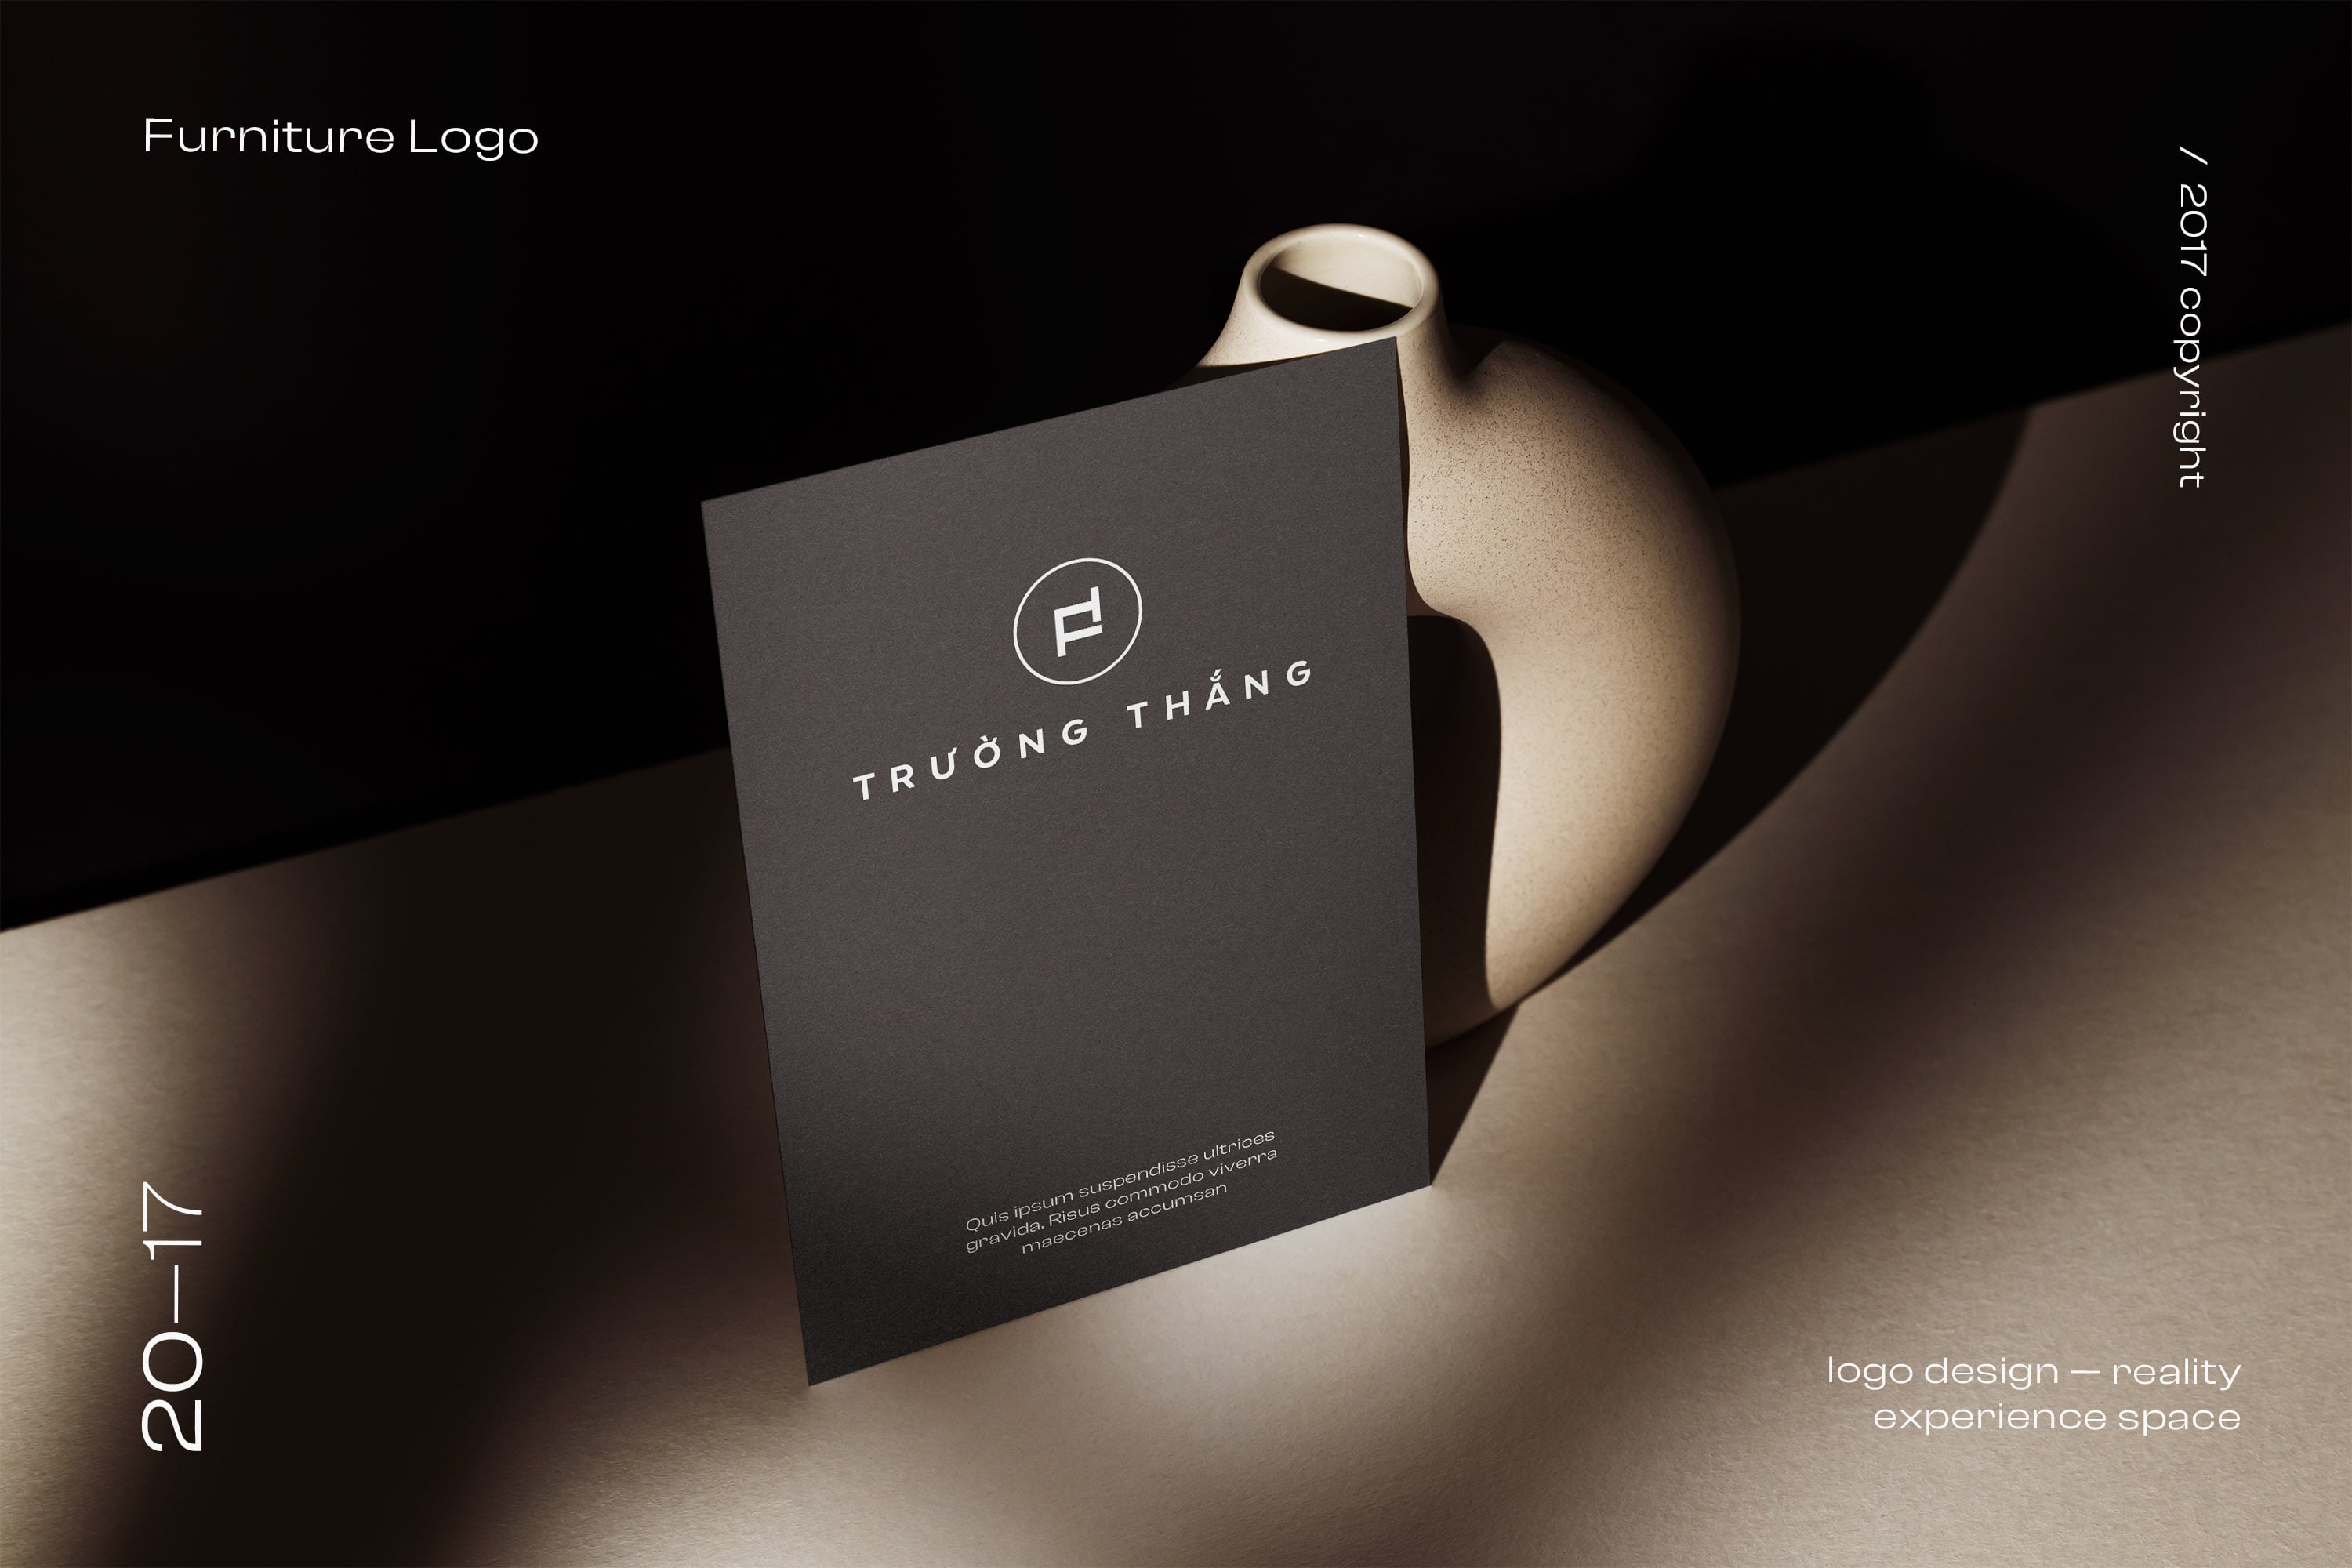 Furniture Logo
/ 2017 copyright
TRƯỜNG THẮNG
Quis ipsum suspendisse ultrices
gravida. Risus commodo viverra
maecenas accumsan
20—17
logo design — reality
experience space